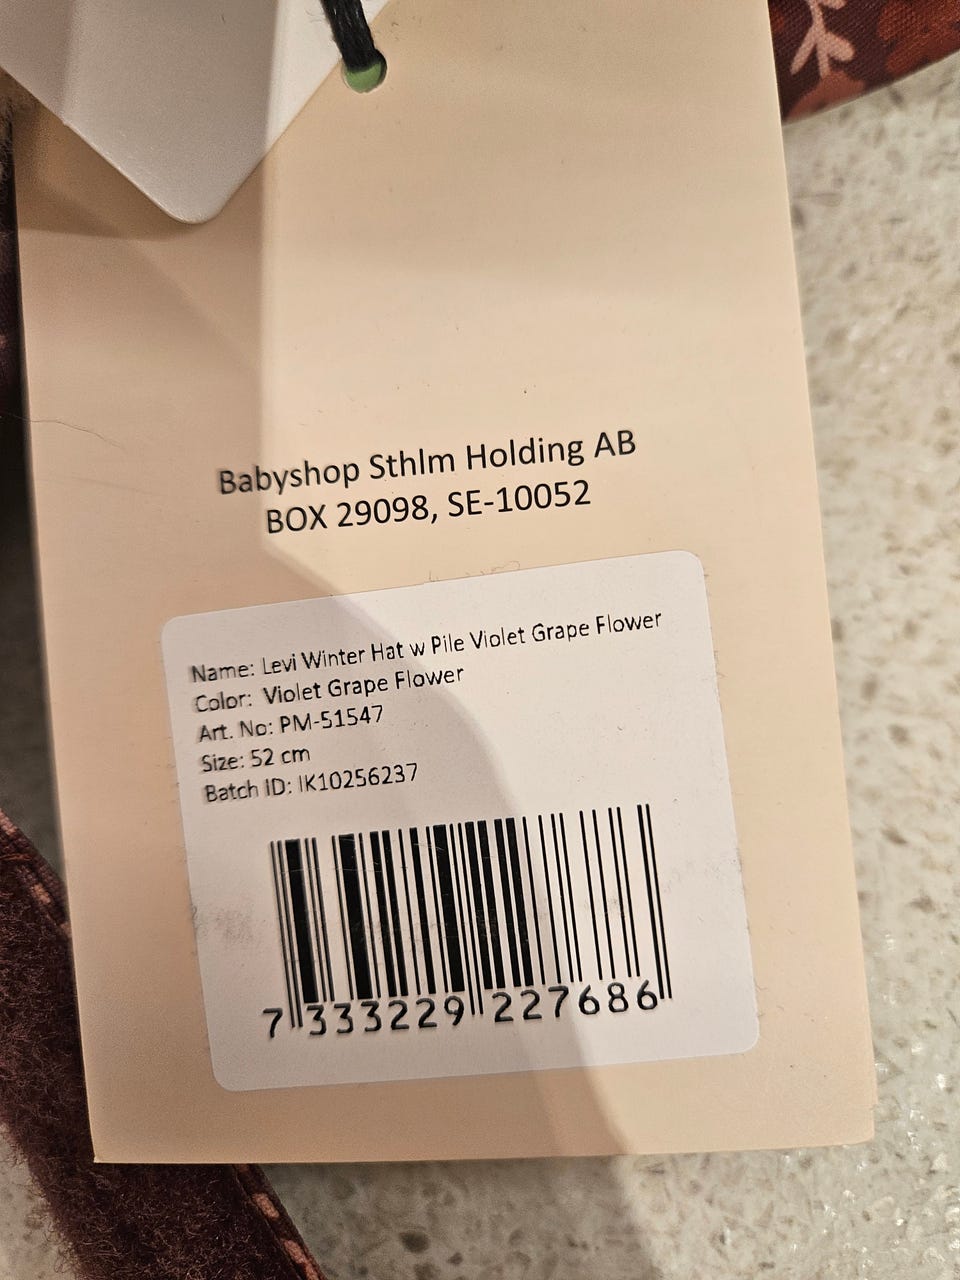 Babyshop Sthlm Holding AB
BOX 29098, SE-10052
Name: Levi Winter Hat w Pile Violet Grape Flower
Color: Violet Grape Flower
Art. No: PM-51547
Size: 52 cm
Batch ID: IK10256237
7 333229 227686